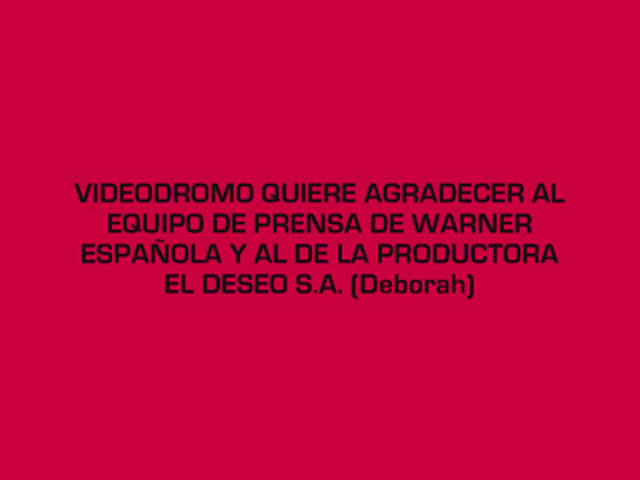 VIDEODROMO QUIERE AGRADECER AL
EQUIPO DE PRENSA DE WARNER
ESPAÑOLA Y AL DE LA PRODUCTORA
EL DESEO S.A. (Deborah)